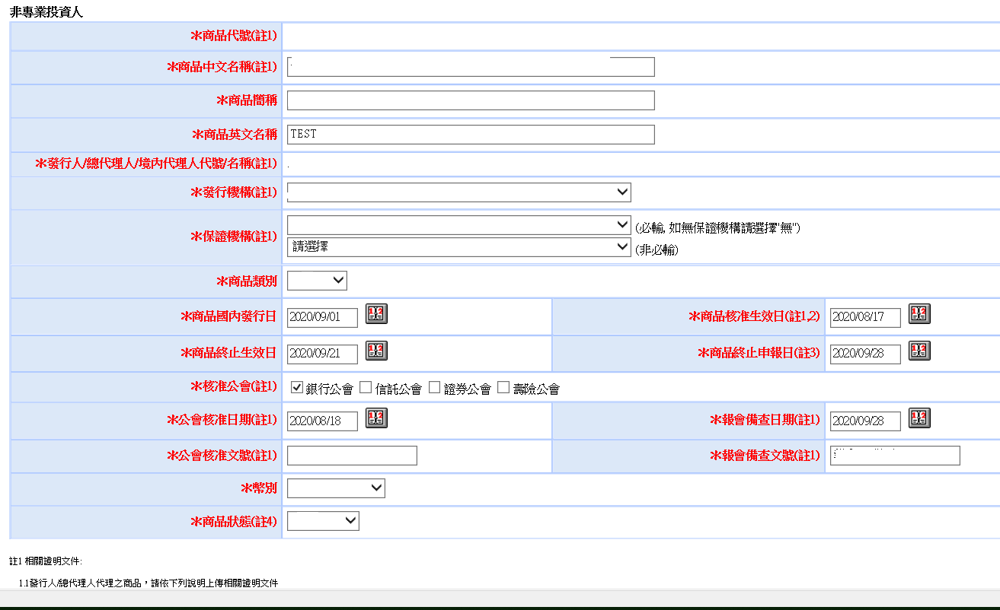 非專業投資人
*商品代號(註1)
*商品中文名稱(註1)
*商品簡稱
*商品英文名稱 TEST
*發行人/總代理人/境內代理人代號/名稱(註1)
*發行機構(註1)
*保證機構(註1) (必輸, 如無保證機構請選擇'無'')
請選擇 (非必輸)
*商品類別
*商品國內發行日 2020/09/01 *商品核准生效日(註1,2) 2020/08/17
*商品終止生效日 2020/09/21 *商品終止申報日(註3) 2020/09/28
*核准公會(註1) 銀行公會 信託公會 證券公會 壽險公會
*公會核准日期(註1) 2020/08/18 *報會備查日期(註1) 2020/09/28
*公會核准文號(註1) *報會備查文號(註1)
*幣別
*商品狀態(註4)
註1 相關證明文件:
1.1發行人/總代理人代理之商品，請依下列說明上傳相關證明文件